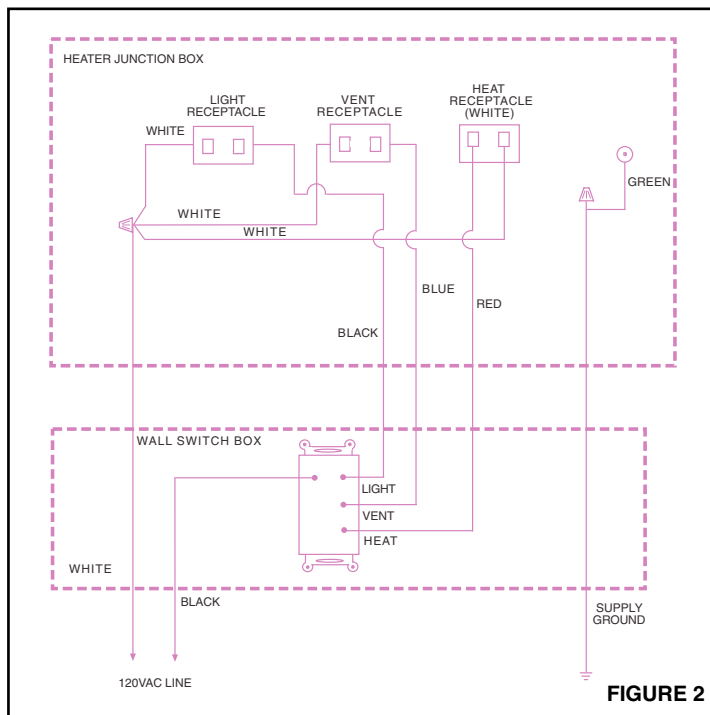 HEATER JUNCTION BOX
LIGHT
RECEPTACLE
VENT
RECEPTACLE
HEAT
RECEPTACLE
(WHITE)
WHITE
GREEN
WHITE
WHITE
BLUE
RED
BLACK
WALL SWITCH BOX
LIGHT
VENT
HEAT
WHITE
BLACK
SUPPLY
GROUND
120VAC LINE
FIGURE 2